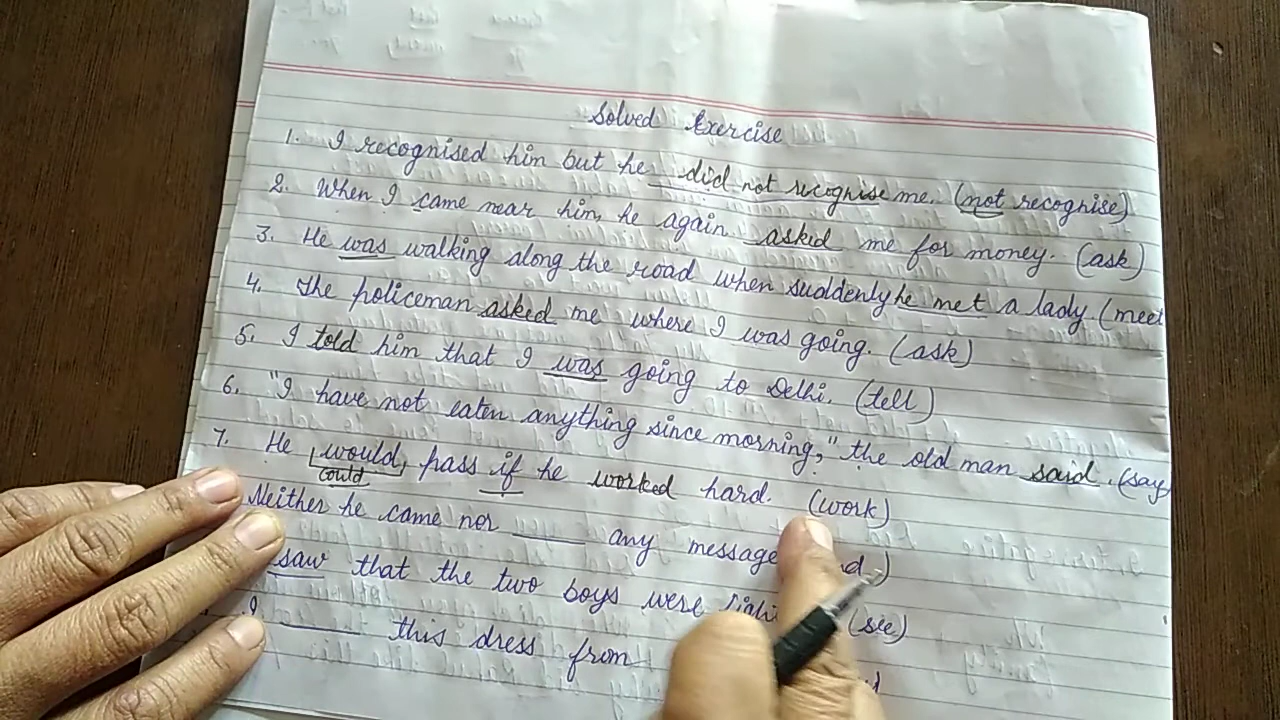 Solved Exercise
1. I recognised him but he did not recognise me. (not recognise)
2. When I came near him, he again asked me for money. (ask)
3. He was walking along the road when suddenly he met a lady. (meet
4. The policeman asked me where I was going. (ask)
5. I told him that I was going to Delhi. (tell)
6. "I have not eaten anything since morning," the old man said. (say
7. He would, pass if he worked hard. (work)
could
Neither he came nor ____ any message nd)
saw that the two boys were (see)
I ____ this dress from